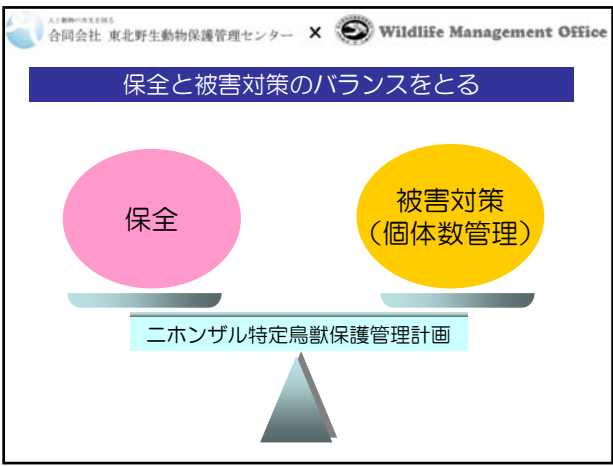 人と動物の共生を図る
合同会社 東北野生動物保護管理センター × Wildlife Management Office
保全と被害対策のバランスをとる
保全
被害対策
（個体数管理）
ニホンザル特定鳥獣保護管理計画